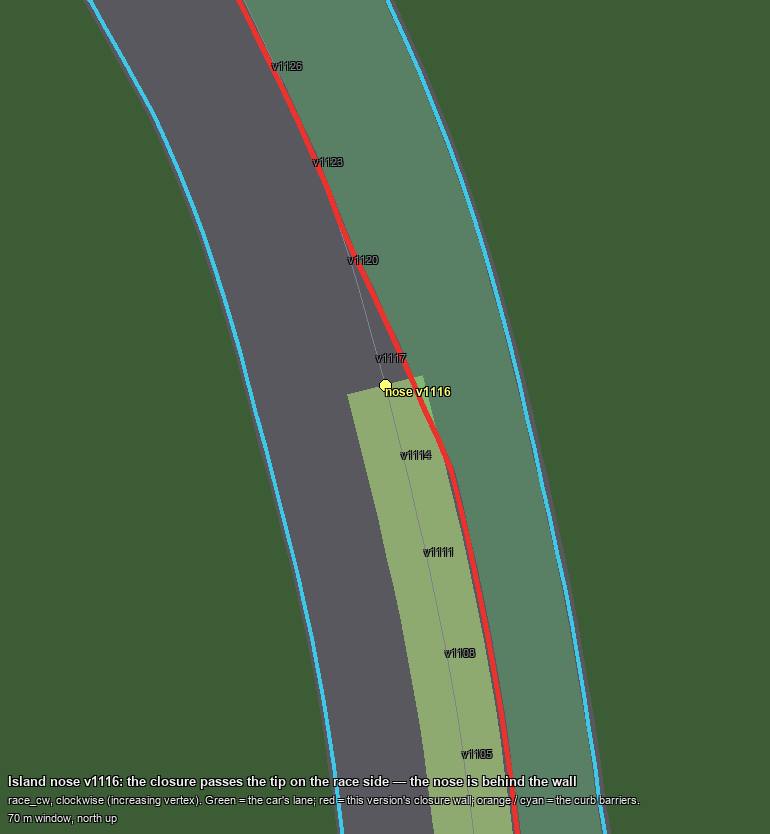 v1126
v1123
v1120
v1117
nose v1116
v1114
v1111
v1108
v1105
Island nose v1116: the closure passes the tip on the race side — the nose is behind the wall
race_cw, clockwise (increasing vertex). Green = the car's lane; red = this version's closure wall; orange / cyan = the curb barriers.
70 m window, north up